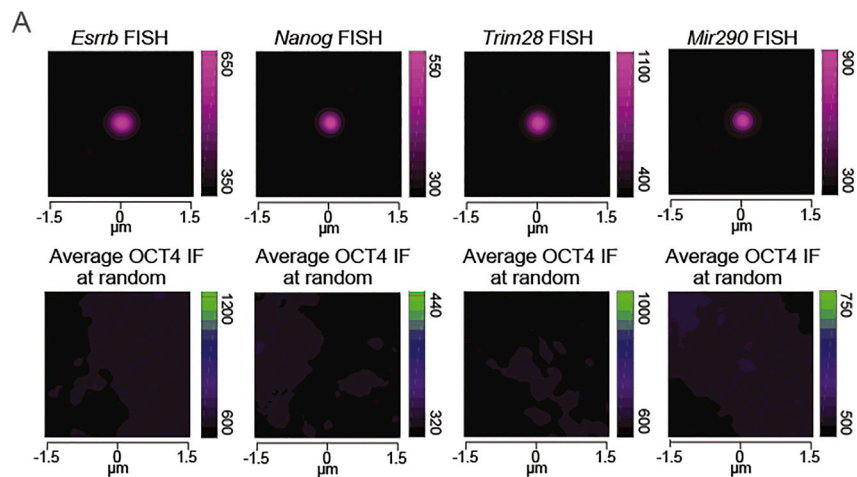 A
Esrrb FISH
Nanog FISH
Trim28 FISH
Mir290 FISH
650
350
550
300
1100
400
900
300
-1.5 0 1.5
µm
-1.5 0 1.5
µm
-1.5 0 1.5
µm
-1.5 0 1.5
µm
Average OCT4 IF
at random
Average OCT4 IF
at random
Average OCT4 IF
at random
Average OCT4 IF
at random
1200
600
440
320
1000
600
750
500
-1.5 0 1.5
µm
-1.5 0 1.5
µm
-1.5 0 1.5
µm
-1.5 0 1.5
µm